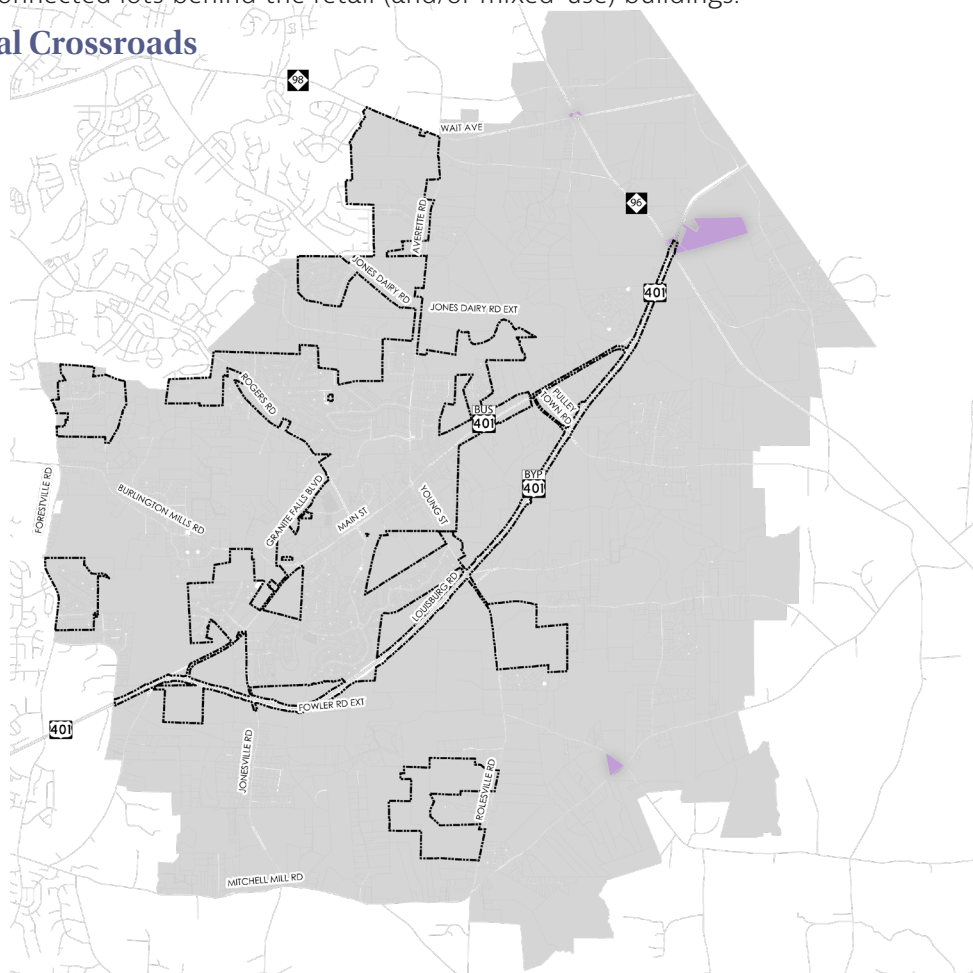 onnected lots behind the retail (and/or mixed-use) buildings.
al Crossroads
98
WAIT AVE
96
AVERETTE RD
JONES DAIRY RD
401
JONES DAIRY RD EXT
ROGERS RD
PULLEY
TOWN RD
BUS
401
BYP
401
FORESTVILLE RD
BURLINGTON MILLS RD
GRANITE FALLS BLVD
MAIN ST
YOUNG ST
LOUISBURG RD
FOWLER RD EXT
401
JONESVILLE RD
ROLESVILLE RD
MITCHELL MILL RD